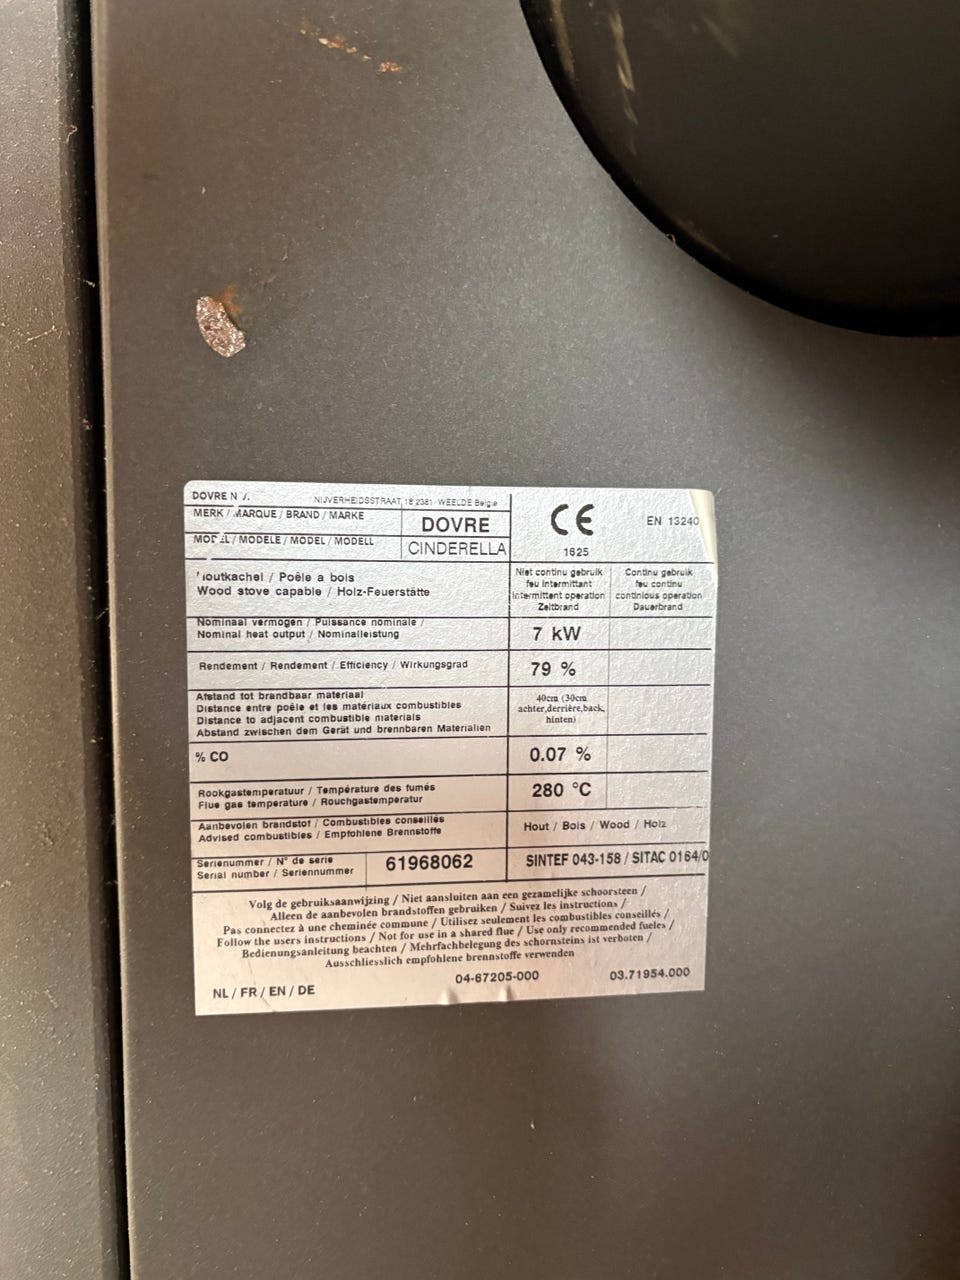 DOVRE N.V. NIJVERHEIDSSTRAAT, 18 2381 - WEELDE België
MERK / MARQUE / BRAND / MARKE DOVRE
MODEL / MODELE / MODEL / MODELL CINDERELLA
CE
1625
EN 13240
Houtkachel / Poêle a bois
Wood stove capable / Holz-Feuerstätte
Niet continu gebruik
feu intermittant
intermittent operation
Zeitbrand
Continu gebruik
feu continu
continious operation
Dauerbrand
Nominaal vermogen / Puissance nominale /
Nominal heat output / Nominalleistung
7 kW
Rendement / Rendement / Efficiency / Wirkungsgrad
79 %
Afstand tot brandbaar materiaal
Distance entre poêle et les matériaux combustibles
Distance to adjacent combustible materials
Abstand zwischen dem Gerät und brennbaren Materialien
40cm (30cm
achter,derrière,back,
hinten)
% CO
0.07 %
Rookgastemperatuur / Température des fumés
Flue gas temperature / Rouchgastemperatur
280 °C
Aanbevolen brandstof / Combustibles conseillés
Advised combustibles / Empfohlene Brennstoffe
Hout / Bois / Wood / Holz
Serienummer / N° de serie
Serial number / Seriennummer
61968062
SINTEF 043-158 / SITAC 0164/0
Volg de gebruiksaanwijzing / Niet aansluiten aan een gezamelijke schoorsteen /
Alleen de aanbevolen brandstoffen gebruiken / Suivez les instructions /
Pas connectez à une cheminée commune / Utilisez seulement les combustibles conseillés /
Follow the users instructions / Not for use in a shared flue / Use only recommended fueles /
Bedienungsanleitung beachten / Mehrfachbelegung des schornsteins ist verboten /
Ausschliesslich empfohlene brennstoffe verwenden
NL / FR / EN / DE
04-67205-000
03.71954.000